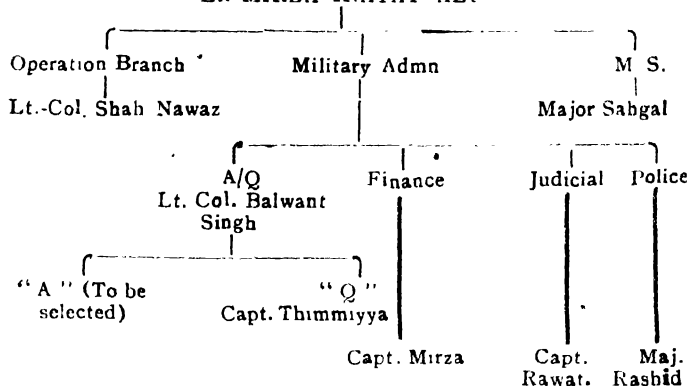 Operation Branch Military Admn M S.
Lt.-Col. Shah Nawaz Major Sahgal
A/Q Finance Judicial Police
Lt. Col. Balwant
Singh
“A” (To be “Q”
selected) Capt. Thimmiyya
Capt. Mirza Capt. Maj.
Rawat. Rashid